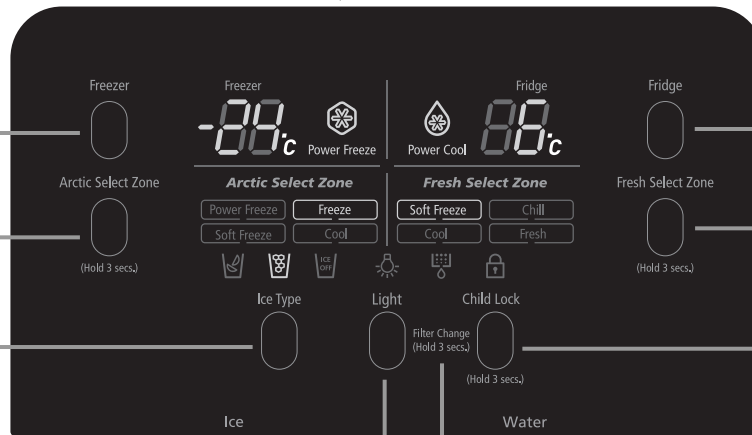 Freezer
Freezer
Fridge
Fridge
-24°c
Power Freeze
Power Cool
6°c
Arctic Select Zone
Arctic Select Zone
Fresh Select Zone
Fresh Select Zone
Power Freeze
Freeze
Soft Freeze
Chill
Soft Freeze
Cool
Cool
Fresh
(Hold 3 secs.)
ICE
OFF
(Hold 3 secs.)
Ice Type
Light
Child Lock
Filter Change
(Hold 3 secs.)
(Hold 3 secs.)
Ice
Water